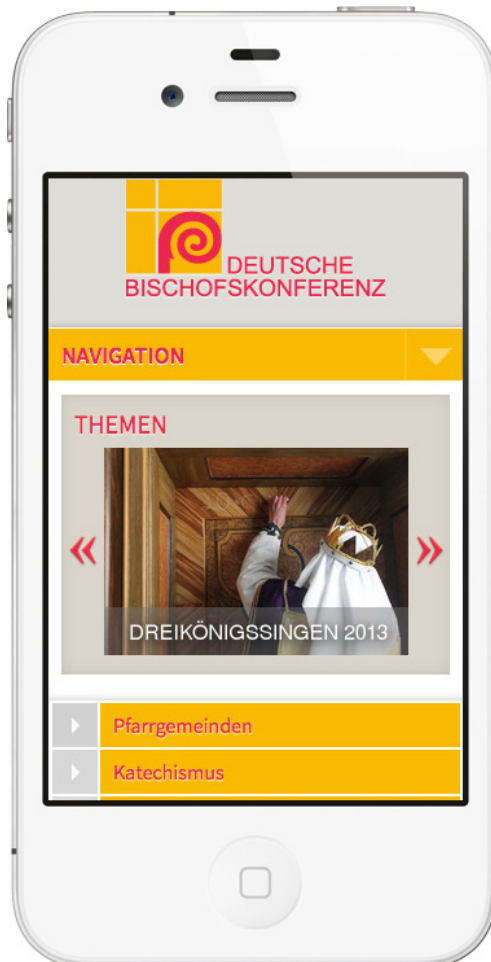 DEUTSCHE
BISCHOFSKONFERENZ
NAVIGATION
THEMEN
«
»
DREIKÖNIGSSINGEN 2013
Pfarrgemeinden
Katechismus